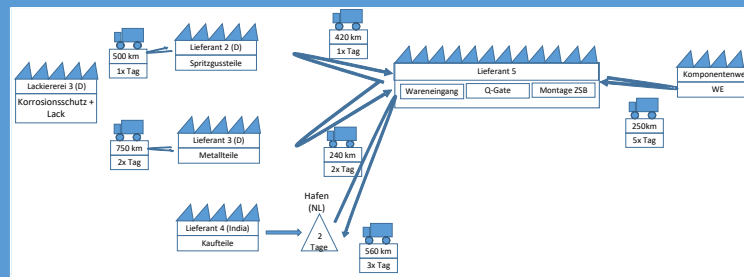 500 km
1x Tag
Lieferant 2 (D)
Spritzgussteile
420 km
1x Tag
Lackiererei 3 (D)
Korrosionsschutz +
Lack
Lieferant 5
Wareneingang
Q-Gate
Montage ZSB
Komponentenwe
WE
750 km
2x Tag
Lieferant 3 (D)
Metallteile
240 km
2x Tag
250km
5x Tag
Lieferant 4 (India)
Kaufteile
Hafen
(NL)
2
Tage
560 km
3x Tag